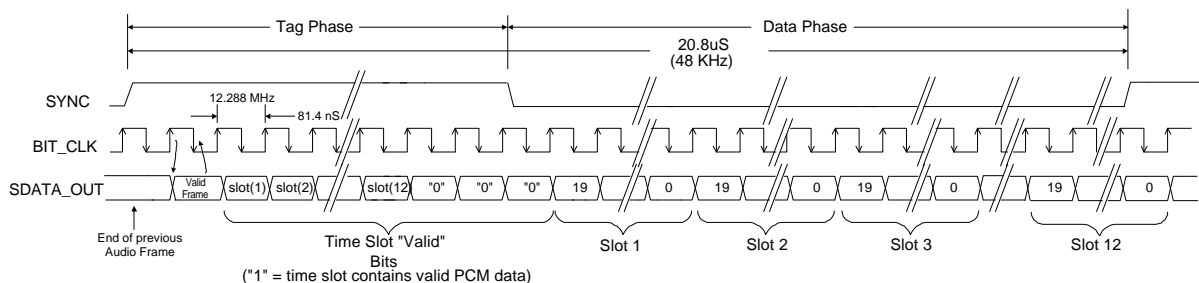 Tag Phase
Data Phase
20.8uS
(48 KHz)
SYNC
12.288 MHz
81.4 nS
BIT_CLK
SDATA_OUT
Valid
Frame
slot(1)
slot(2)
slot(12)
"0"
"0"
"0"
19
0
19
0
19
0
19
0
End of previous
Audio Frame
Time Slot "Valid"
Bits
("1" = time slot contains valid PCM data)
Slot 1
Slot 2
Slot 3
Slot 12